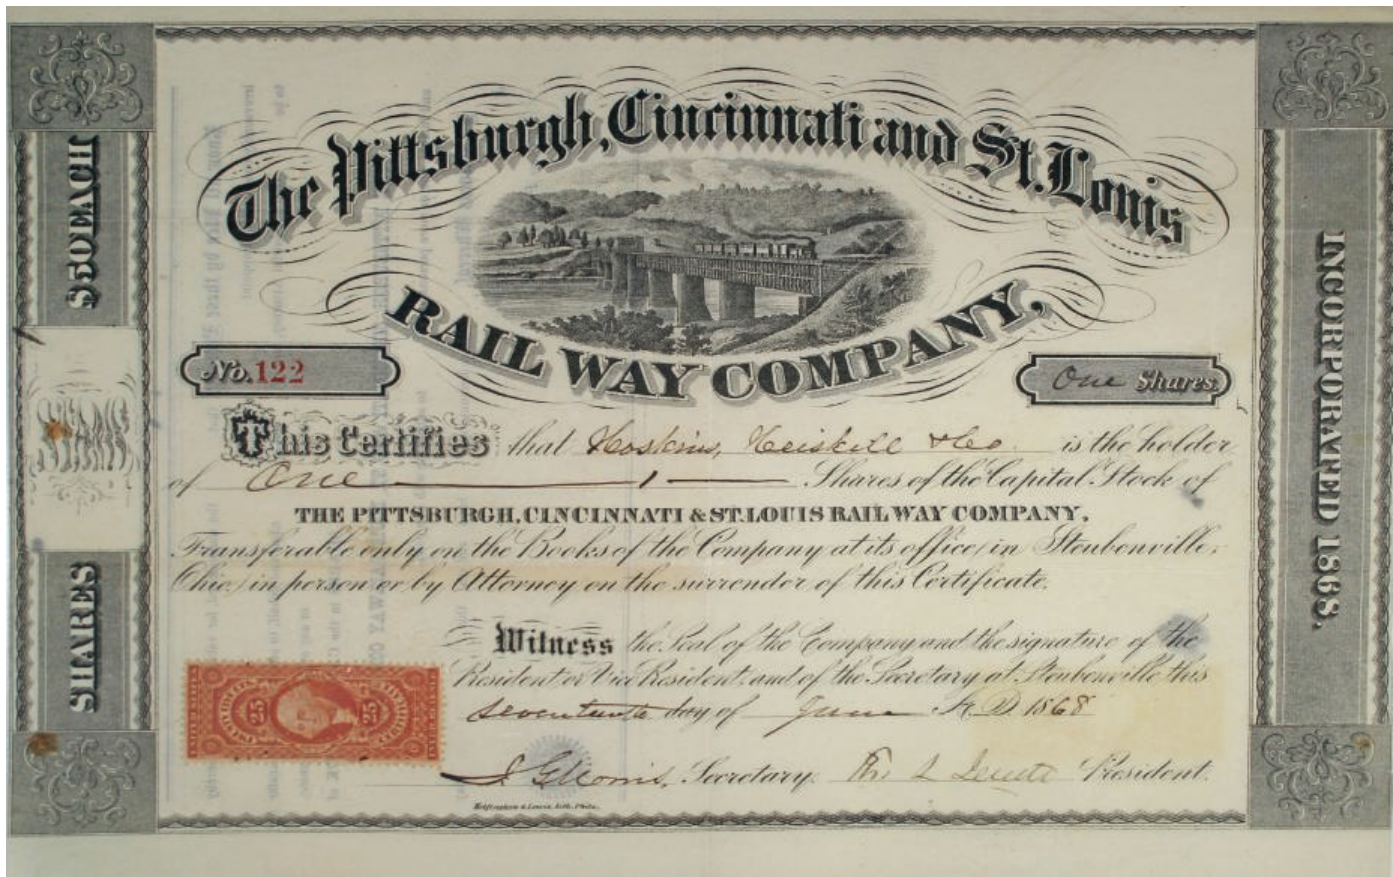 The Pittsburgh, Cincinnati and St. Louis
RAIL WAY COMPANY,
No. 122
One Shares.
This Certifies that Hoskins, Heiskell & Co. is the holder
of One 1 Shares of the Capital Stock of
THE PITTSBURGH, CINCINNATI & ST. LOUIS RAIL WAY COMPANY,
Transferable only on the Books of the Company at its office, in Steubenville,
Ohio, in person or by Attorney on the surrender of this Certificate.
Witness the Seal of the Company and the signature of the
President or Vice President, and of the Secretary at Steubenville this
seventeenth day of June A.D. 1868
Secretary. President.
$50 EACH
SHARES
INCORPORATED 1868.
25 25